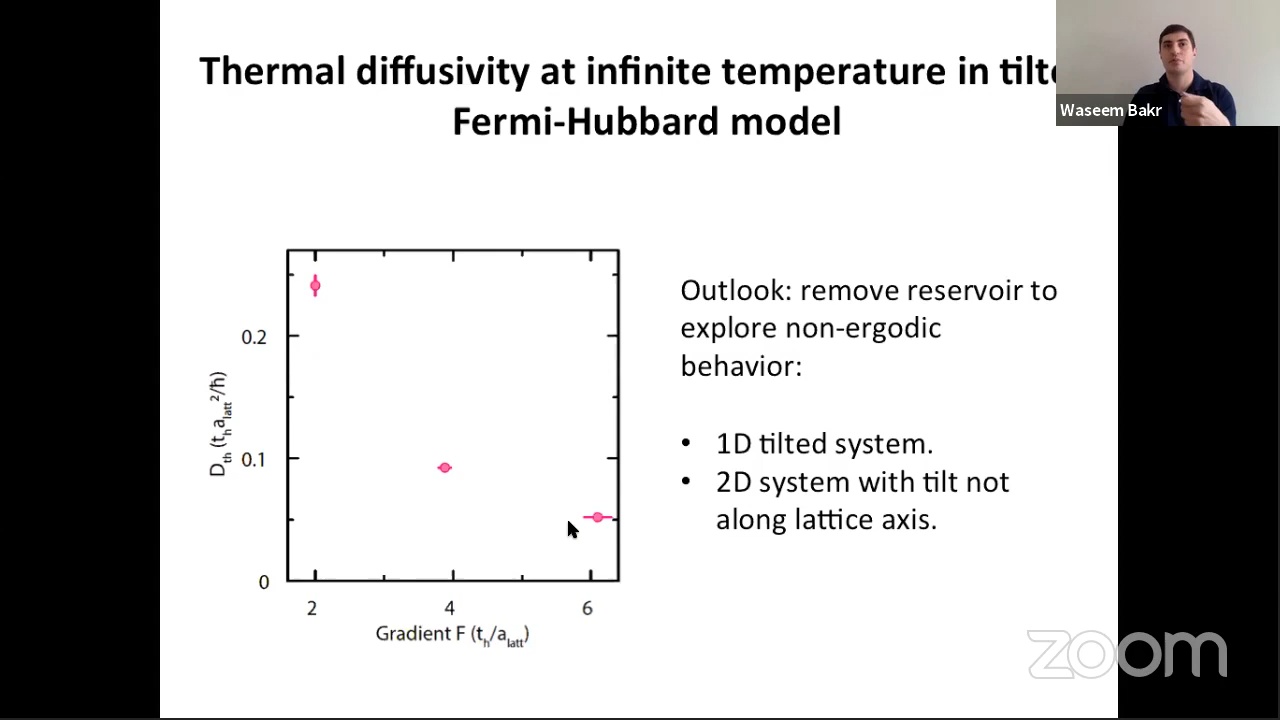 Thermal diffusivity at infinite temperature in tilte
Fermi-Hubbard model
Waseem Bakr
Outlook: remove reservoir to
explore non-ergodic
behavior:
• 1D tilted system.
• 2D system with tilt not
along lattice axis.
0.2
0.1
0
D_th (t_h a_latt^2/ħ)
2 4 6
Gradient F (t_h/a_latt)
zoom